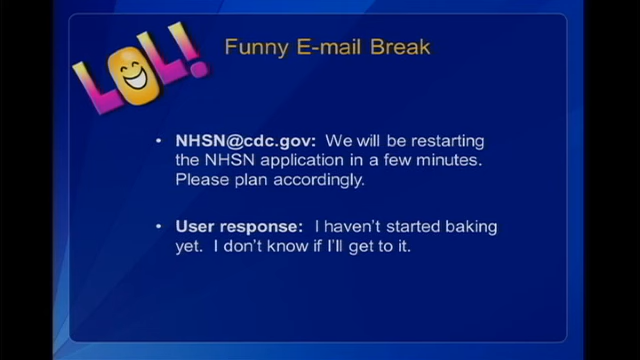 LOL!
Funny E-mail Break
• NHSN@cdc.gov: We will be restarting
the NHSN application in a few minutes.
Please plan accordingly.
• User response: I haven't started baking
yet. I don't know if I'll get to it.